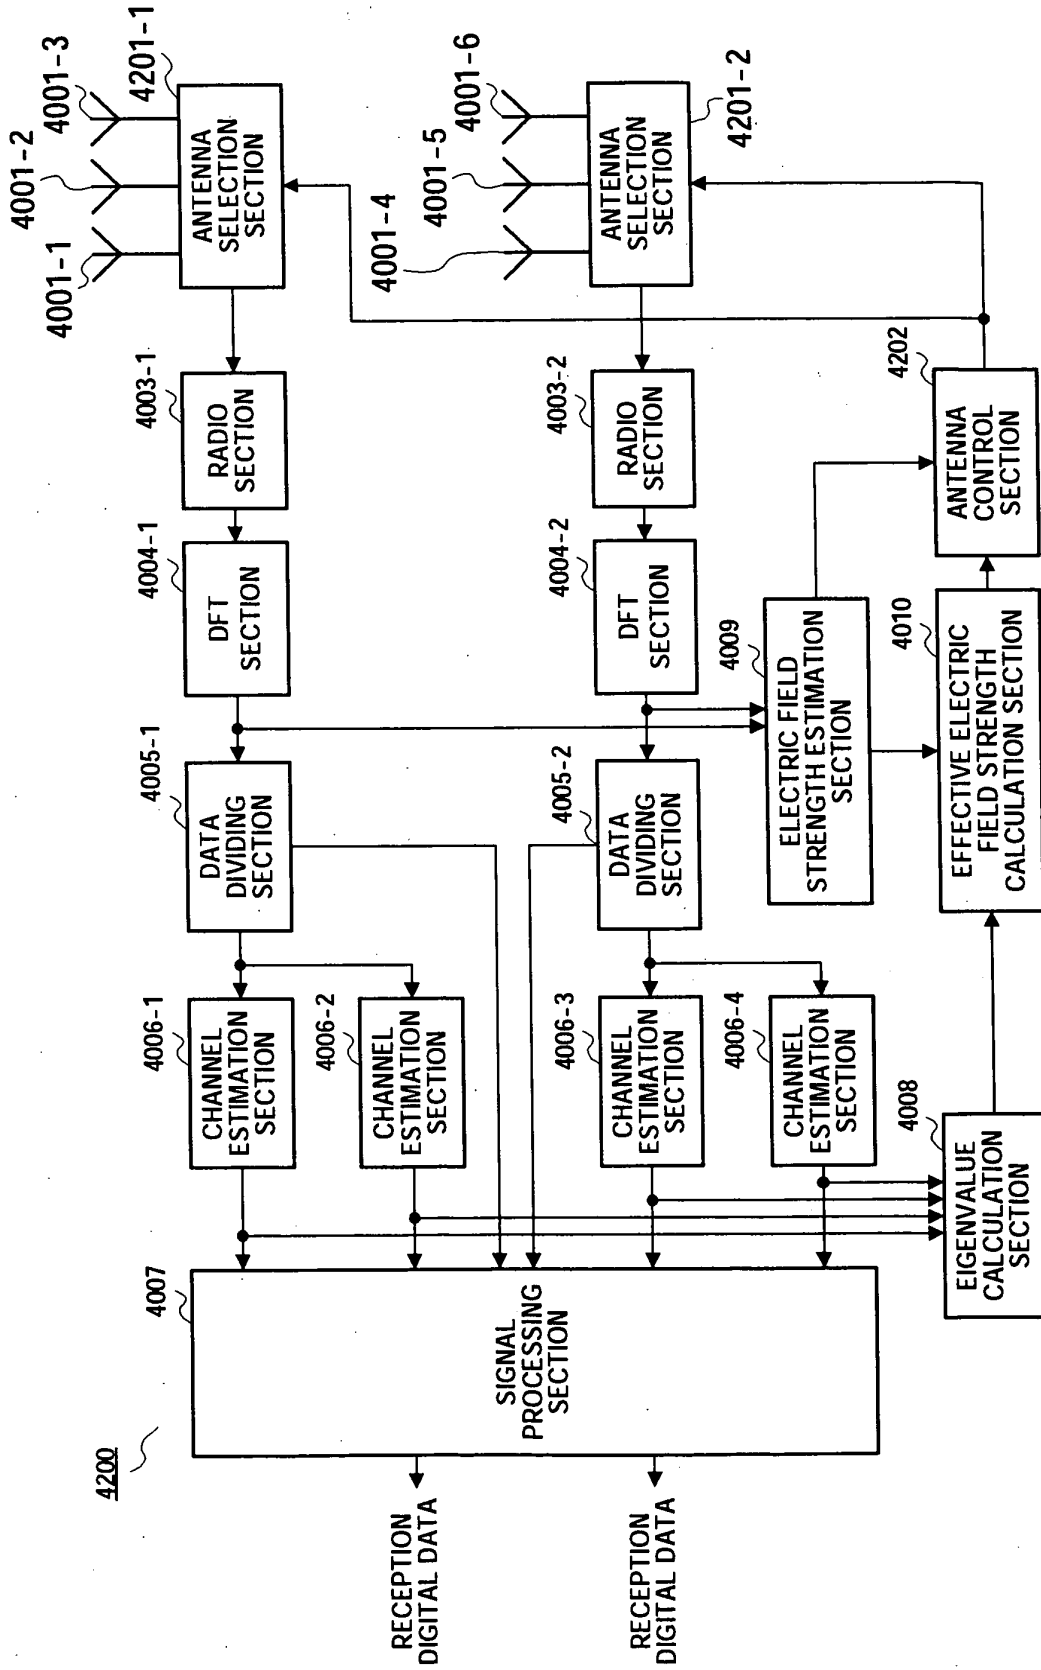 4200
4001-1
4001-2
4001-3
4201-1
ANTENNA
SELECTION
SECTION
4003-1
RADIO
SECTION
4004-1
DFT
SECTION
4005-1
DATA
DIVIDING
SECTION
4006-1
CHANNEL
ESTIMATION
SECTION
4006-2
CHANNEL
ESTIMATION
SECTION
4007
SIGNAL
PROCESSING
SECTION
RECEPTION
DIGITAL DATA
RECEPTION
DIGITAL DATA
4001-4
4001-5
4001-6
4201-2
ANTENNA
SELECTION
SECTION
4003-2
RADIO
SECTION
4004-2
DFT
SECTION
4005-2
DATA
DIVIDING
SECTION
4006-3
CHANNEL
ESTIMATION
SECTION
4006-4
CHANNEL
ESTIMATION
SECTION
4009
ELECTRIC FIELD
STRENGTH ESTIMATION
SECTION
4008
EIGENVALUE
CALCULATION
SECTION
4010
EFFECTIVE ELECTRIC
FIELD STRENGTH
CALCULATION SECTION
4202
ANTENNA
CONTROL
SECTION